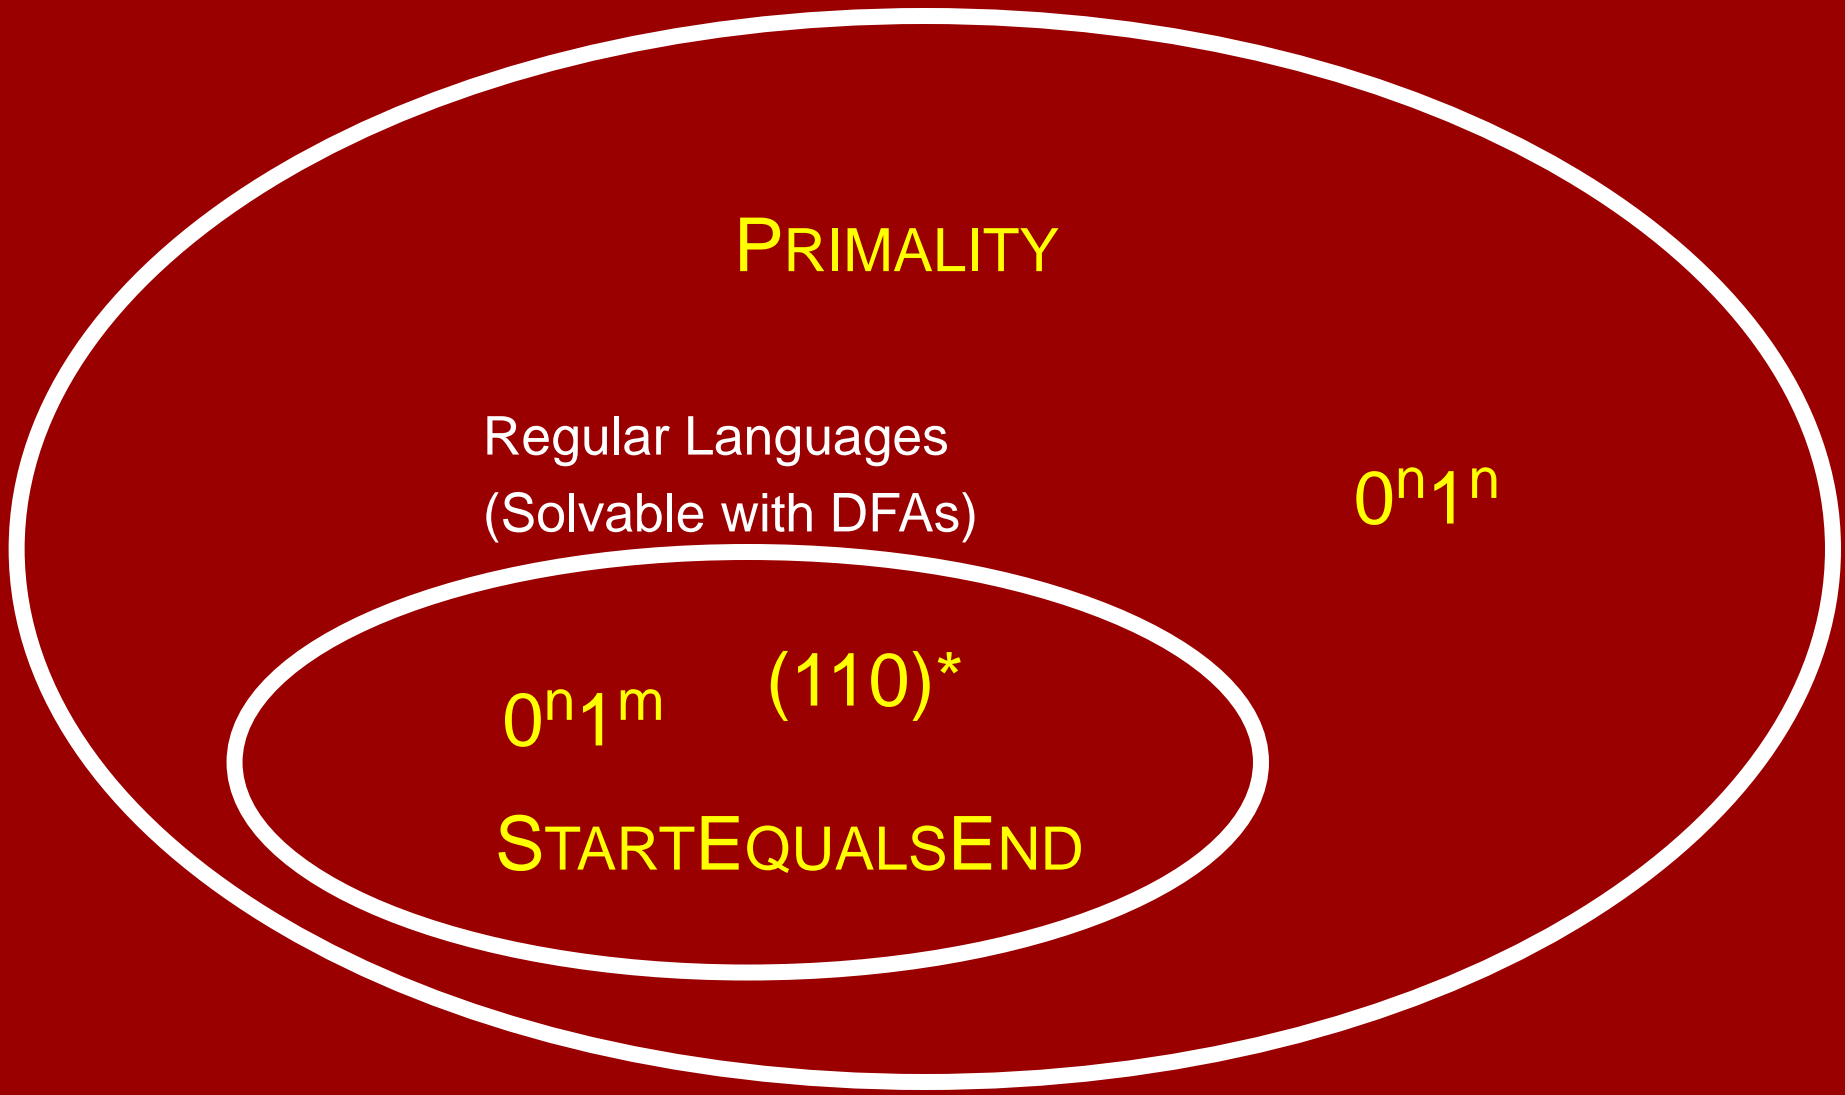 PRIMALITY
Regular Languages
(Solvable with DFAs)
0ⁿ1ⁿ
0ⁿ1ᵐ
(110)*
STARTEQUALSEND